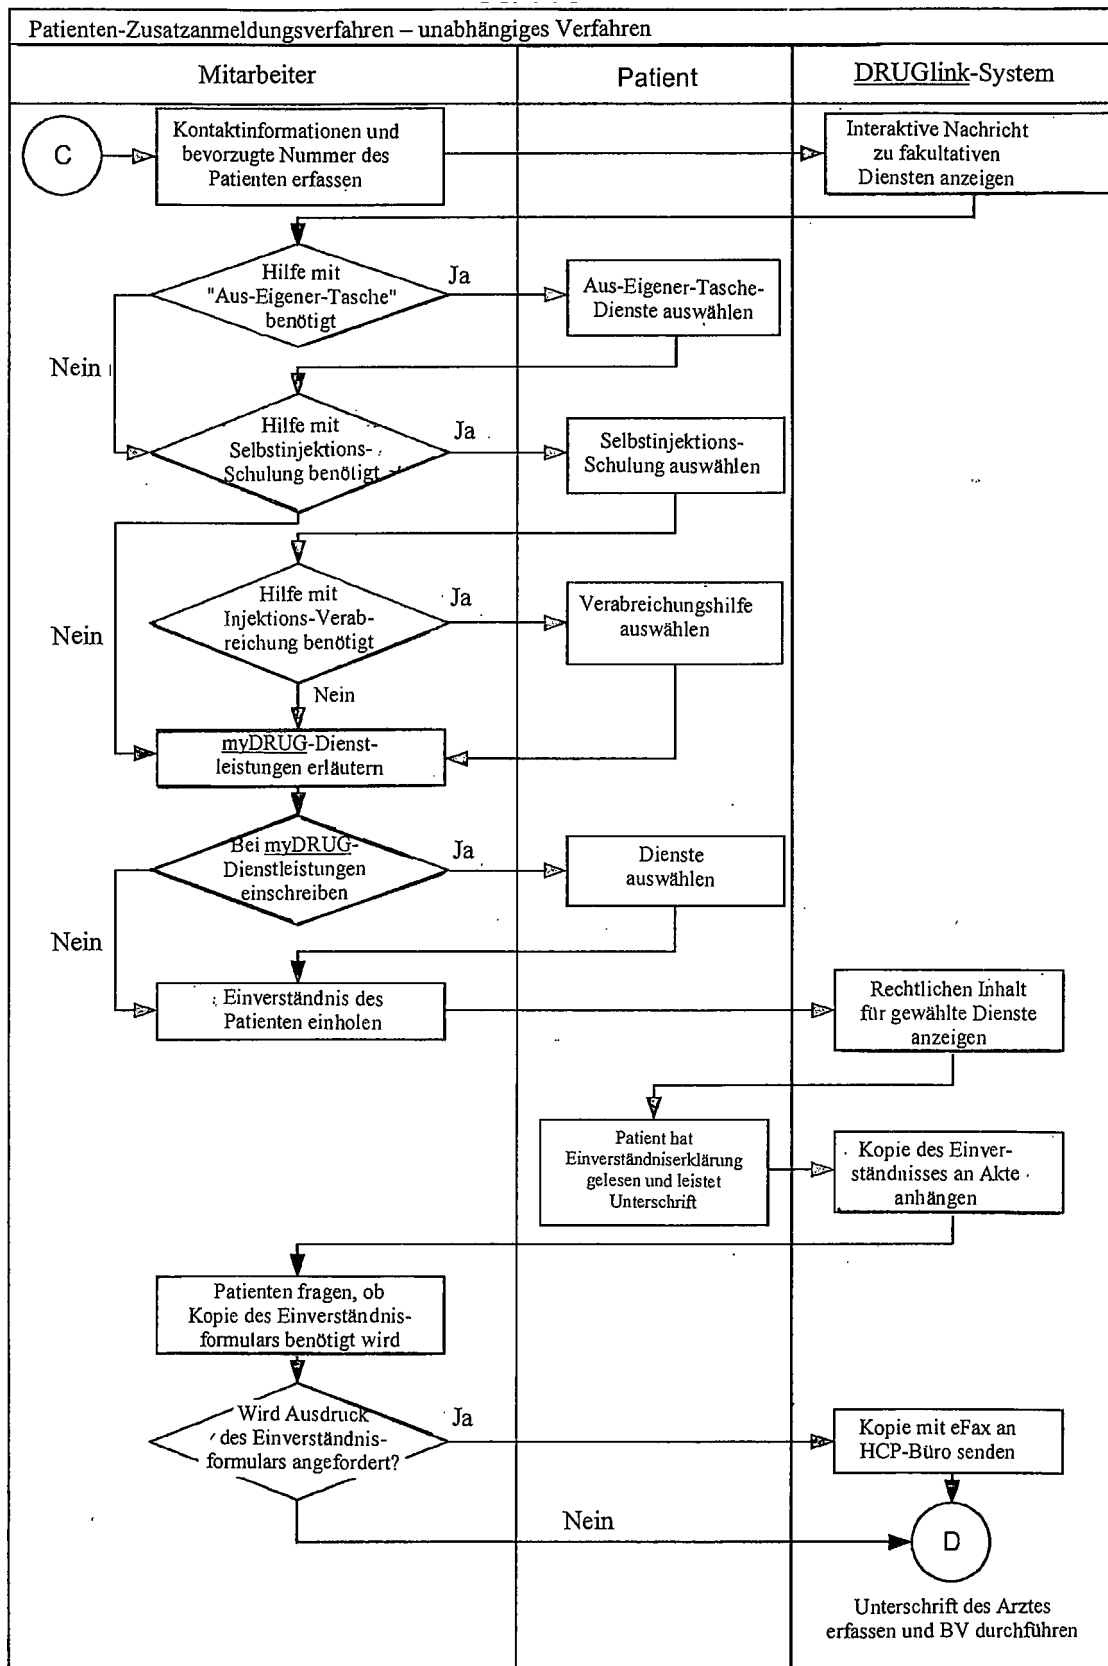 Patienten-Zusatzanmeldungsverfahren – unabhängiges Verfahren
Mitarbeiter
Patient
DRUGlink-System
C
Kontaktinformationen und
bevorzugte Nummer des
Patienten erfassen
Interaktive Nachricht
zu fakultativen
Diensten anzeigen
Hilfe mit
"Aus-Eigener-Tasche"
benötigt
Ja
Aus-Eigener-Tasche-
Dienste auswählen
Nein
Hilfe mit
Selbstinjektions-
Schulung benötigt
Ja
Selbstinjektions-
Schulung auswählen
Hilfe mit
Injektions-Verab-
reichung benötigt
Ja
Verabreichungshilfe
auswählen
Nein
Nein
myDRUG-Dienst-
leistungen erläutern
Bei myDRUG-
Dienstleistungen
einschreiben
Ja
Dienste
auswählen
Nein
Einverständnis des
Patienten einholen
Rechtlichen Inhalt
für gewählte Dienste
anzeigen
Patient hat
Einverständniserklärung
gelesen und leistet
Unterschrift
Kopie des Einver-
ständnisses an Akte
anhängen
Patienten fragen, ob
Kopie des Einverständnis-
formulars benötigt wird
Wird Ausdruck
des Einverständnis-
formulars angefordert?
Ja
Kopie mit eFax an
HCP-Büro senden
Nein
D
Unterschrift des Arztes
erfassen und BV durchführen